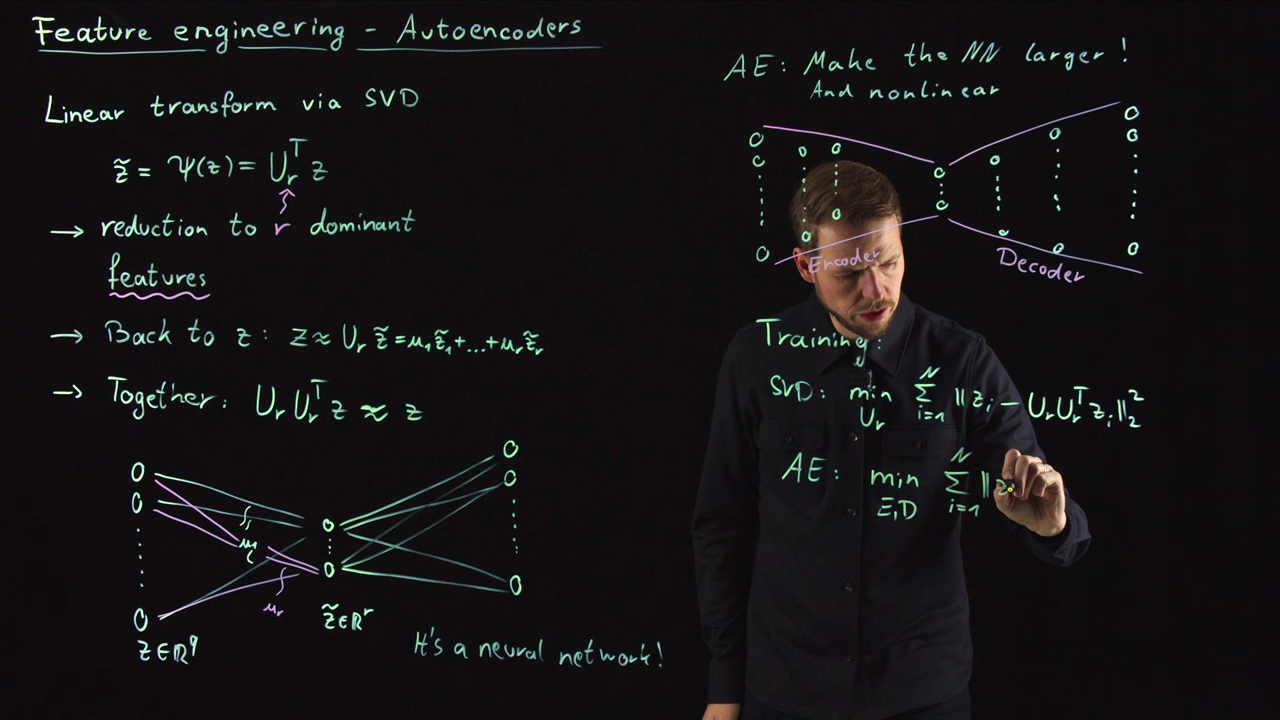 Feature engineering - Autoencoders
Linear transform via SVD
z̃ = Ψ(z) = U_r^T z
→ reduction to r dominant
features
→ Back to z: z ≈ U_r z̃ = u_1 z̃_1 + ... + u_r z̃_r
→ Together: U_r U_r^T z ≈ z
u_1
u_r
z ∈ ℝ^q
z̃ ∈ ℝ^r
It's a neural network!
AE: Make the NN larger!
And nonlinear
Encoder
Decoder
Training:
SVD: min_{U_r} Σ_{i=1}^N ‖z_i - U_r U_r^T z_i‖_2^2
AE: min_{E,D} Σ_{i=1}^N ‖z